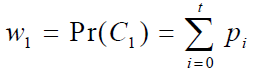 w₁ = Pr(C₁) = ∑_{i=0}^{t} pᵢ